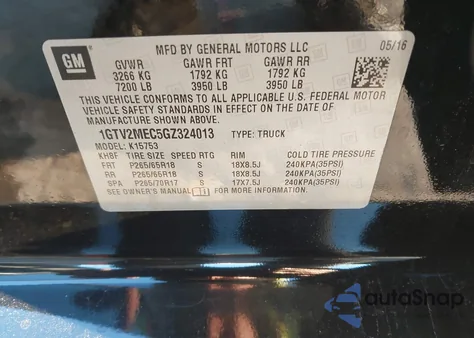 GM
MFD BY GENERAL MOTORS LLC 05/16
GVWR GAWR FRT GAWR RR
3266 KG 1792 KG 1792 KG
7200 LB 3950 LB 3950 LB
THIS VEHICLE CONFORMS TO ALL APPLICABLE U.S. FEDERAL
MOTOR VEHICLE SAFETY STANDARDS IN EFFECT ON THE DATE OF
MANUFACTURE SHOWN ABOVE.
1GTV2MEC5GZ324013 TYPE: TRUCK
MODEL: K15753
KHBF TIRE SIZE SPEED RTG RIM COLD TIRE PRESSURE
FRT P265/65R18 S 18X8.5J 240KPA(35PSI)
RR P265/65R18 S 18X8.5J 240KPA(35PSI)
SPA P265/70R17 S 17X7.5J 240KPA(35PSI)
SEE OWNER'S MANUAL FOR MORE INFORMATION.
autoSnap